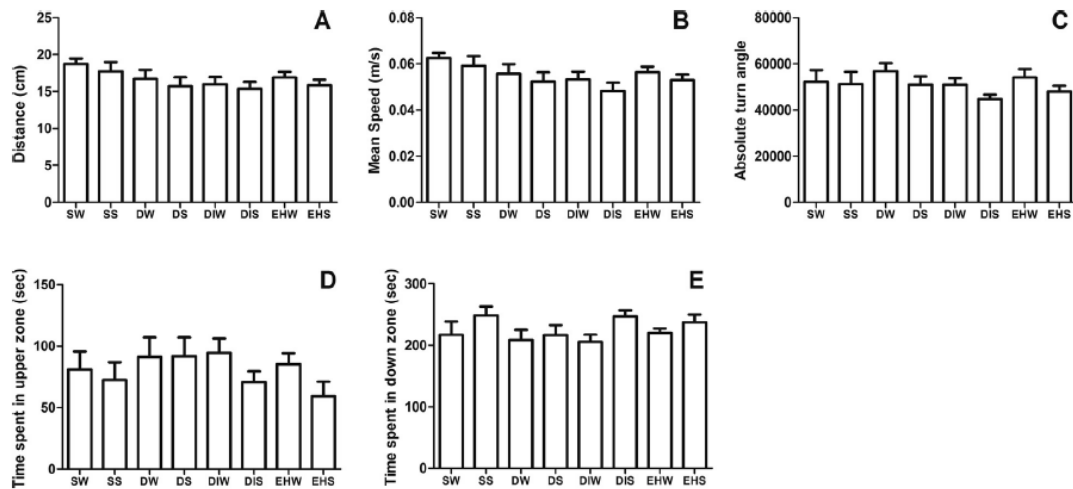 A
Distance (cm)
25
20
15
10
5
0
SW SS DW DS DIW DIS EHW EHS
B
Mean Speed (m/s)
0.08
0.06
0.04
0.02
0.00
SW SS DW DS DIW DIS EHW EHS
C
Absolute turn angle
80000
60000
40000
20000
0
SW SS DW DS DIW DIS EHW EHS
D
Time spent in upper zone (sec)
150
100
50
0
SW SS DW DS DIW DIS EHW EHS
E
Time spent in down zone (sec)
300
200
100
0
SW SS DW DS DIW DIS EHW EHS